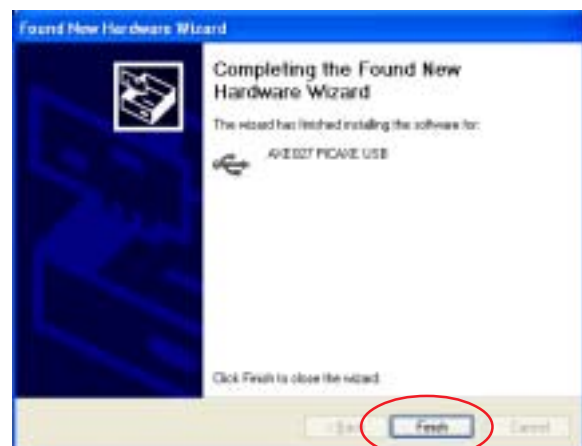 Found New Hardware Wizard
Completing the Found New
Hardware Wizard
The wizard has finished installing the software for:
AXE027 PICAXE USB
Click Finish to close the wizard.
< Back
Finish
Cancel